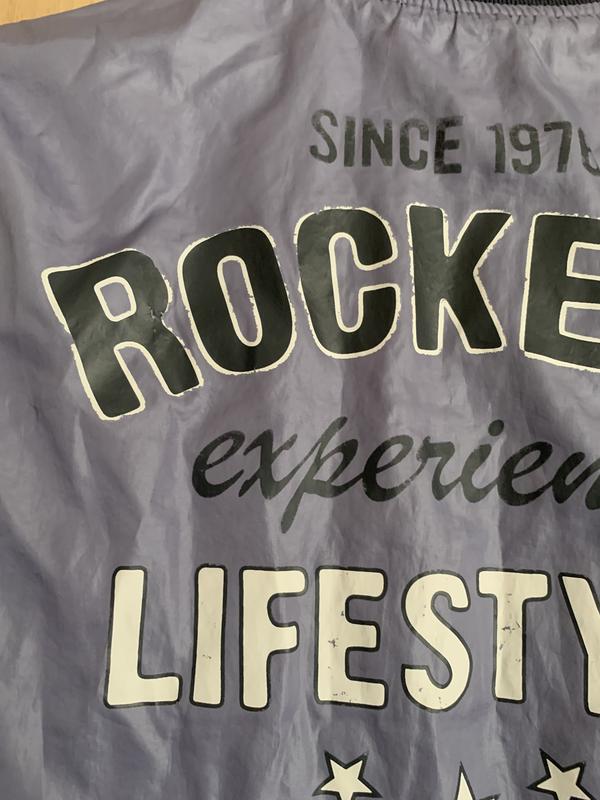 SINCE 197
ROCKE
experien
LIFESTY